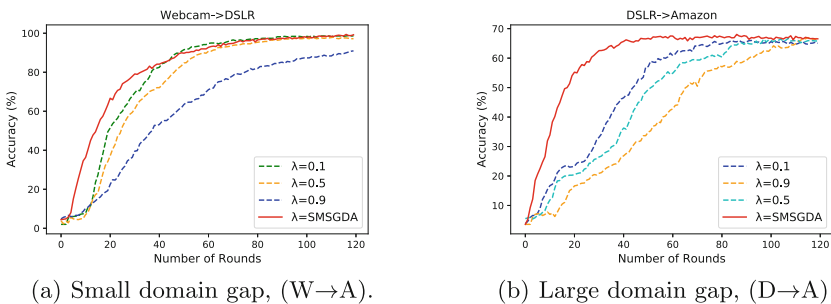 Webcam->DSLR
100
80
60
40
20
0
Accuracy (%)
λ=0.1
λ=0.5
λ=0.9
λ=SMSGDA
0 20 40 60 80 100 120
Number of Rounds
(a) Small domain gap, (W→A).
DSLR->Amazon
70
60
50
40
30
20
10
Accuracy (%)
λ=0.1
λ=0.9
λ=0.5
λ=SMSGDA
0 20 40 60 80 100 120
Number of Rounds
(b) Large domain gap, (D→A)